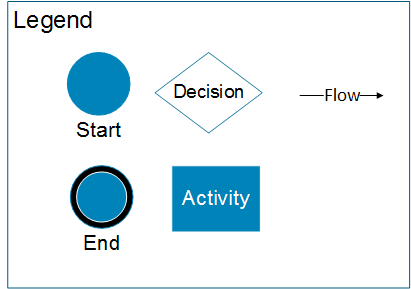 Legend
Decision
Flow
Start
Activity
End